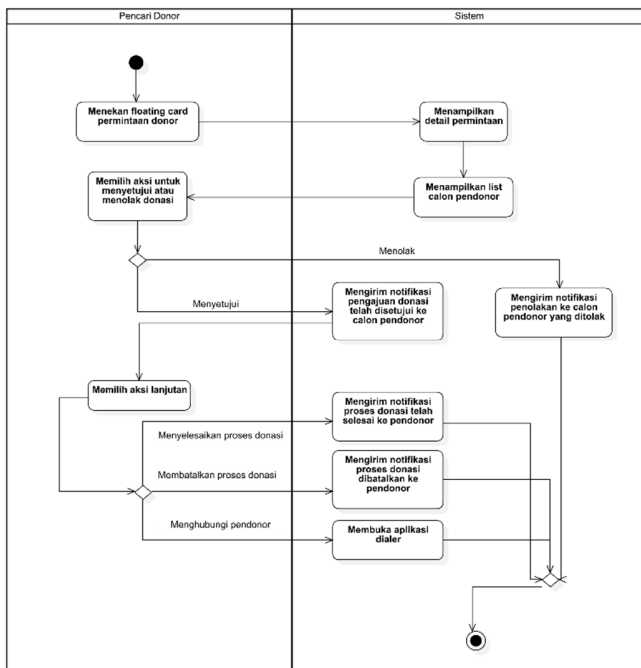 Pencari Donor
Sistem
Menekan floating card
permintaan donor
Menampilkan
detail permintaan
Memilih aksi untuk
menyetujui atau
menolak donasi
Menampilkan list
calon pendonor
Menolak
Menyetujui
Mengirim notifikasi
pengajuan donasi
telah disetujui ke
calon pendonor
Mengirim notifikasi
penolakan ke calon
pendonor yang ditolak
Memilih aksi lanjutan
Menyelesaikan proses donasi
Mengirim notifikasi
proses donasi telah
selesai ke pendonor
Membatalkan proses donasi
Mengirim notifikasi
proses donasi
dibatalkan ke
pendonor
Menghubungi pendonor
Membuka aplikasi
dialer